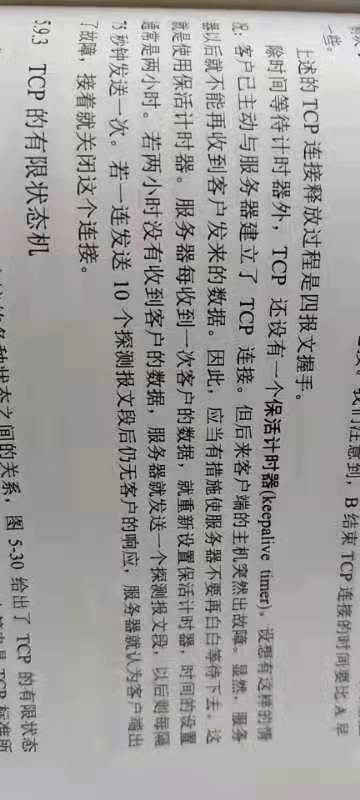 我们注意到，B 结束 TCP 连接的时间要比 A 早
一些。
上述的 TCP 连接释放过程是四报文握手。
除时间等待计时器外，TCP 还设有一个保活计时器(keepalive timer)。设想有这样的情
况：客户已主动与服务器建立了 TCP 连接。但后来客户端的主机突然出故障。显然，服务
器以后就不能再收到客户发来的数据。因此，应当有措施使服务器不要再白白等待下去。这
就是使用保活计时器。服务器每收到一次客户的数据，就重新设置保活计时器，时间的设置
通常是两小时。若两小时没有收到客户的数据，服务器就发送一个探测报文段，以后则每隔
75 秒钟发送一次。若一连发送 10 个探测报文段后仍无客户的响应，服务器就认为客户端出
了故障，接着就关闭这个连接。
5.9.3 TCP 的有限状态机
各种状态之间的关系，图 5-30 给出了 TCP 的有限状态
TCP 标准所